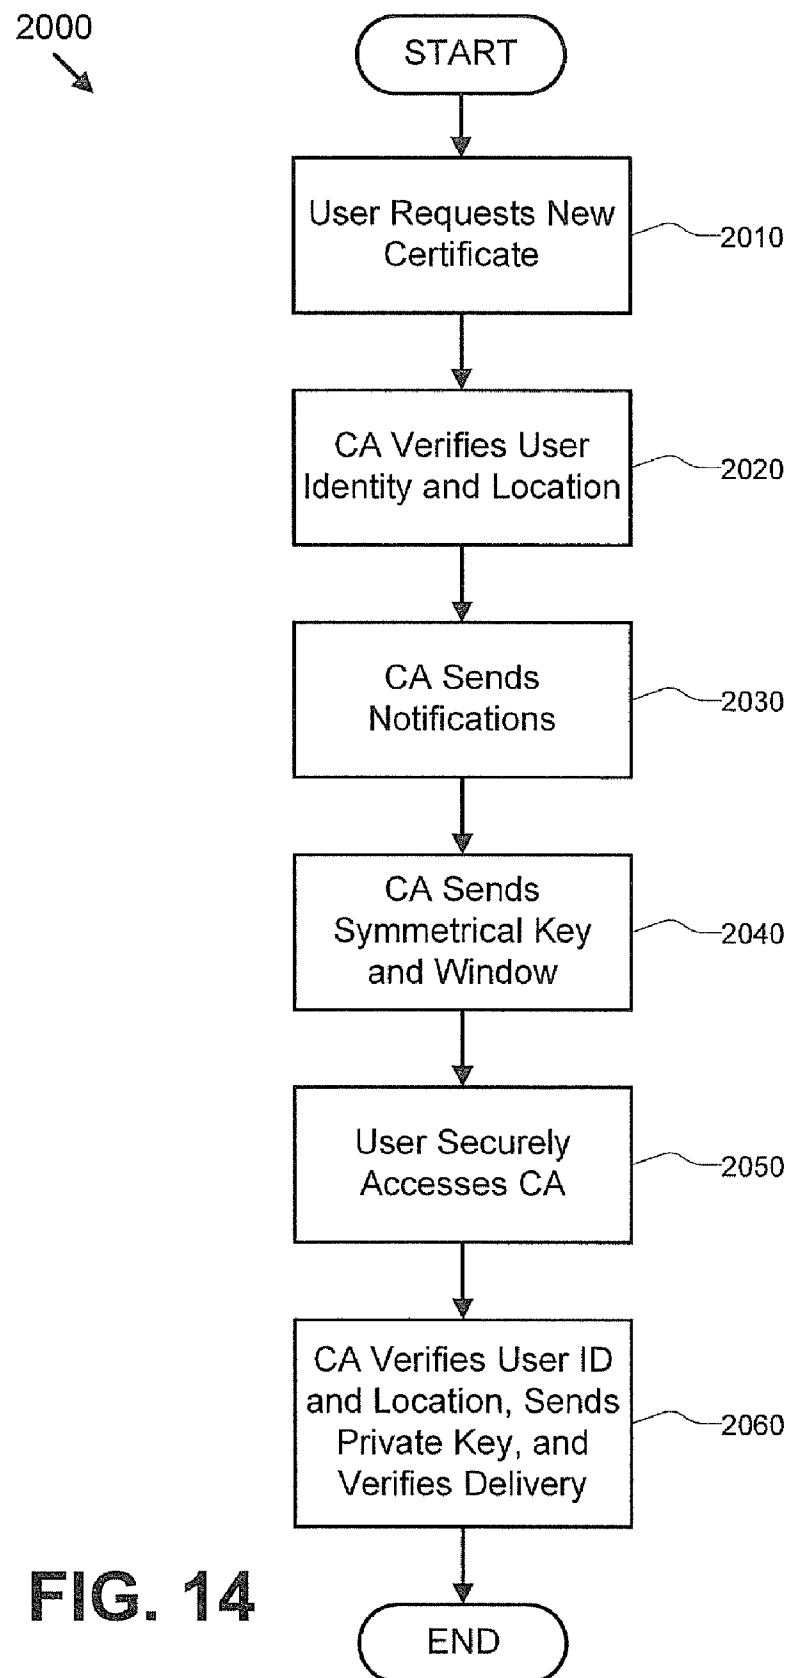 2000
START
User Requests New
Certificate
2010
CA Verifies User
Identity and Location
2020
CA Sends
Notifications
2030
CA Sends
Symmetrical Key
and Window
2040
User Securely
Accesses CA
2050
CA Verifies User ID
and Location, Sends
Private Key, and
Verifies Delivery
2060
FIG. 14
END